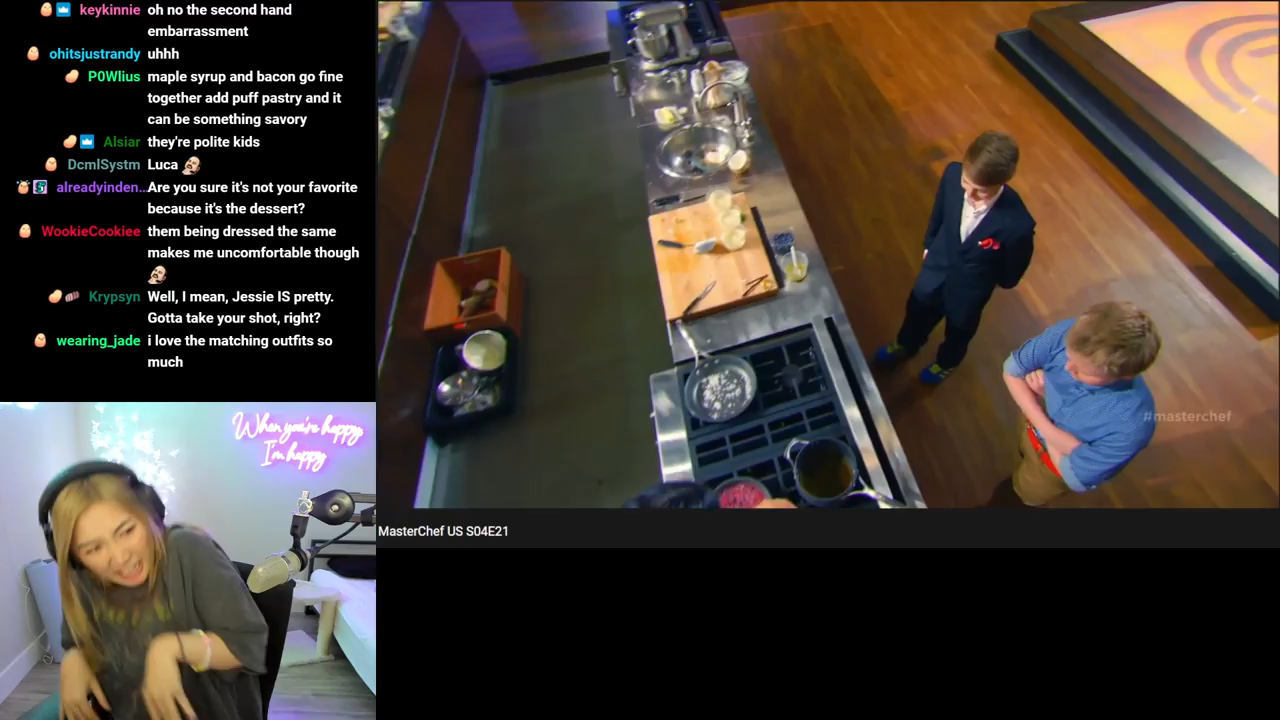 keykinnie oh no the second hand
embarrassment
ohitsjustrandy uhhh
P0Wlius maple syrup and bacon go fine
together add puff pastry and it
can be something savory
Alsiar they're polite kids
DcmlSystm Luca
alreadyinden… Are you sure it's not your favorite
because it's the dessert?
WookieCookiee them being dressed the same
makes me uncomfortable though
Krypsyn Well, I mean, Jessie IS pretty.
Gotta take your shot, right?
wearing_jade i love the matching outfits so
much
When you're happy
I'm happy
#masterchef
MasterChef US S04E21